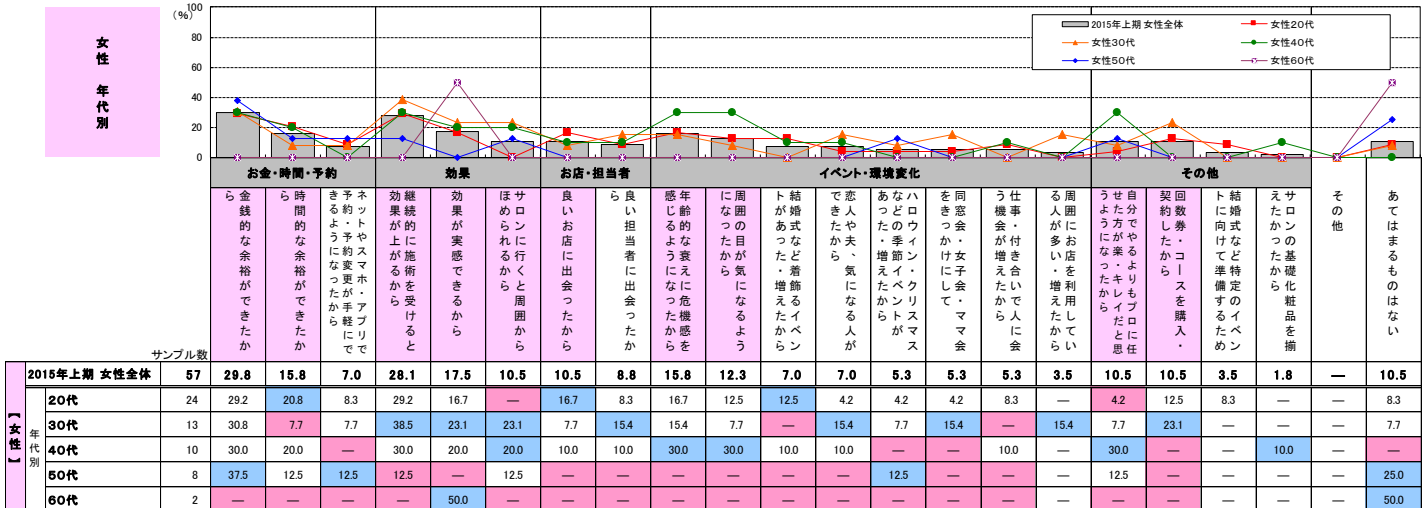 女性 年代別
(%)
100
80
60
40
20
0
2015年上期 女性全体
女性20代
女性30代
女性40代
女性50代
女性60代
お金・時間・予約
効果
お店・担当者
イベント・環境変化
その他
金銭的な余裕ができたか
ら
時間的な余裕ができたか
ら
ネットやスマホ・アプリで
予約・予約変更が手軽にで
きるようになったから
継続的に施術を受けると
効果が上がるから
効果が実感できるから
サロンに行くと周囲から
ほめられるから
良いお店に出会ったから
良い担当者に出会ったか
ら
年齢的な衰えに危機感を
感じるようになったから
周囲の目が気になるよう
になったから
結婚式など着飾るイベン
トがあった・増えたから
恋人や夫、気になる人が
できたから
ハロウィン・クリスマス
などの季節イベントが
あった・増えたから
同窓会・女子会・ママ会
をきっかけにして
仕事・付き合いで人に会
う機会が増えたから
周囲にお店を利用してい
る人が多い・増えたから
自分でやるよりもプロに任
せた方が楽・キレイだと思
うようになったから
回数券・コースを購入・
契約したから
結婚式など特定のイベン
トに向けて準備するため
サロンの基礎化粧品を揃
えたかったから
その他
あてはまるものはない
サンプル数
2015年上期 女性全体 57 29.8 15.8 7.0 28.1 17.5 10.5 10.5 8.8 15.8 12.3 7.0 7.0 5.3 5.3 5.3 3.5 10.5 10.5 3.5 1.8 — 10.5
【女性】
年代別
20代 24 29.2 20.8 8.3 29.2 16.7 — 16.7 8.3 16.7 12.5 12.5 4.2 4.2 4.2 8.3 — 4.2 12.5 8.3 — — 8.3
30代 13 30.8 7.7 7.7 38.5 23.1 23.1 7.7 15.4 15.4 7.7 — 15.4 7.7 15.4 — 15.4 7.7 23.1 — — — 7.7
40代 10 30.0 20.0 — 30.0 20.0 20.0 10.0 10.0 30.0 30.0 10.0 10.0 — — 10.0 — 30.0 — — 10.0 — —
50代 8 37.5 12.5 12.5 12.5 — 12.5 — — — — — — 12.5 — — — 12.5 — — — — 25.0
60代 2 — — — — 50.0 — — — — — — — — — — — — — — — — 50.0